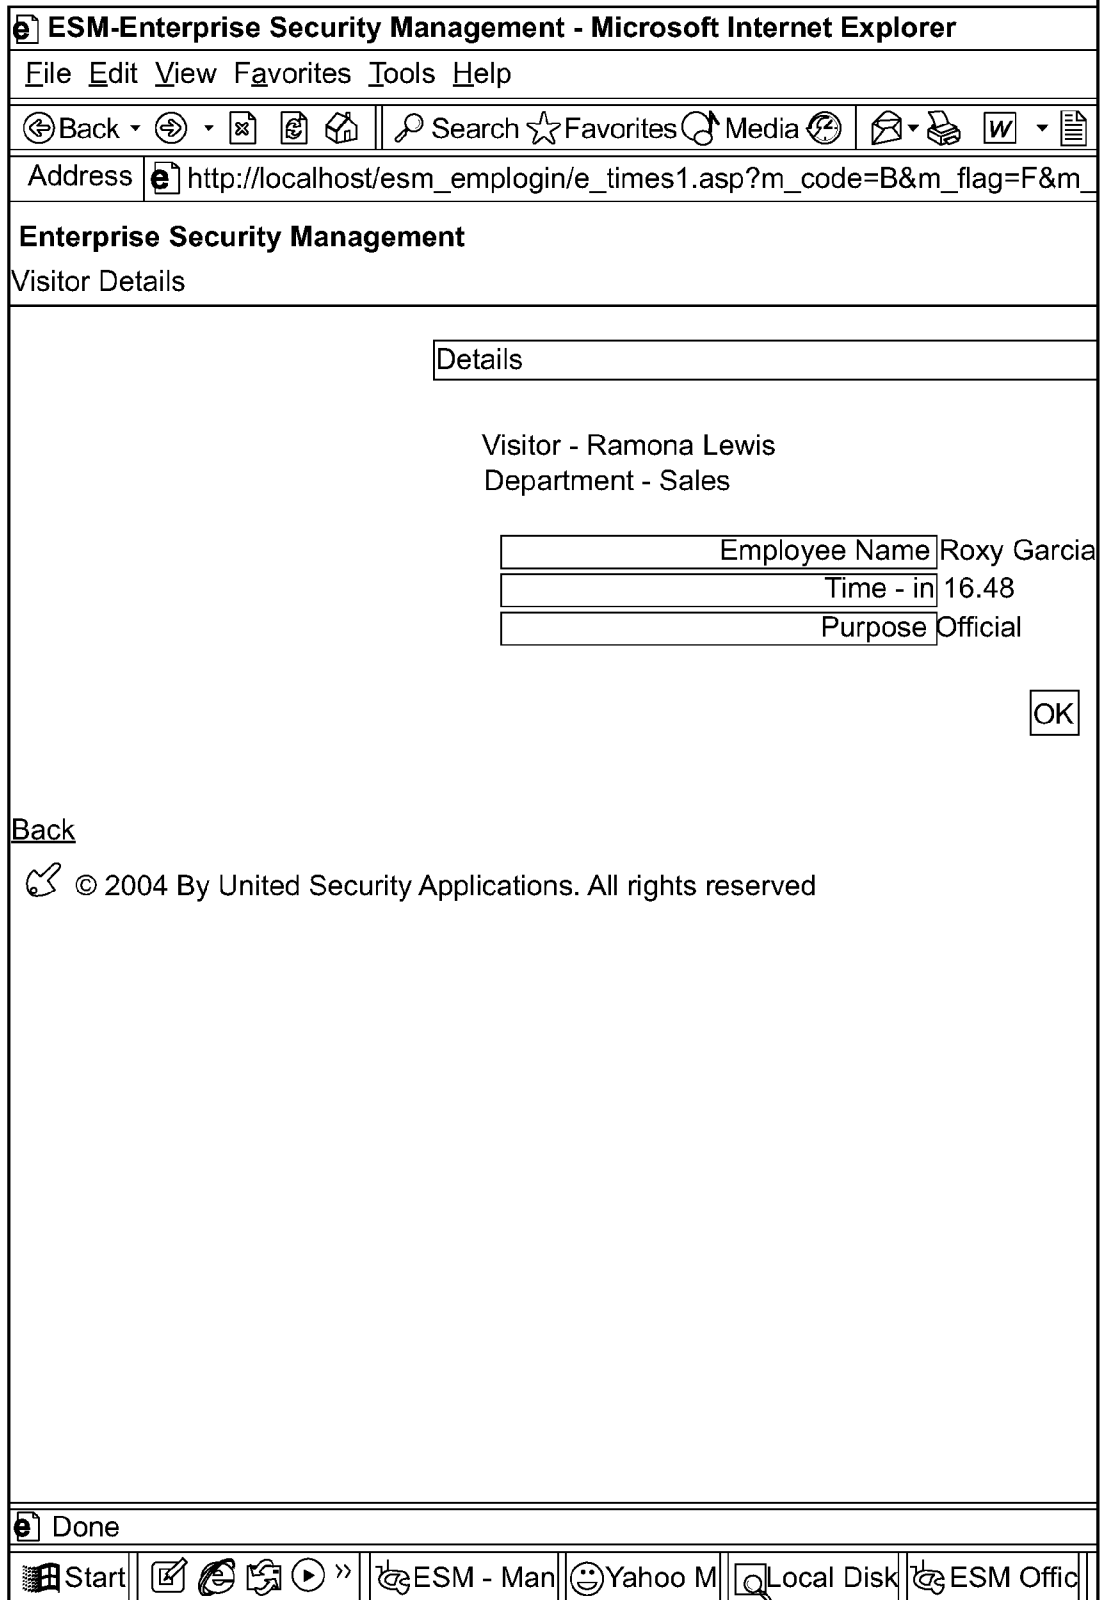 ESM-Enterprise Security Management - Microsoft Internet Explorer
File Edit View Favorites Tools Help
Back Search Favorites Media W
Address http://localhost/esm_emplogin/e_times1.asp?m_code=B&m_flag=F&m_
Enterprise Security Management
Visitor Details
Details
Visitor - Ramona Lewis
Department - Sales
Employee Name Roxy Garcia
Time - in 16.48
Purpose Official
OK
Back
© 2004 By United Security Applications. All rights reserved
Done
Start » ESM - Man Yahoo M Local Disk ESM Offic